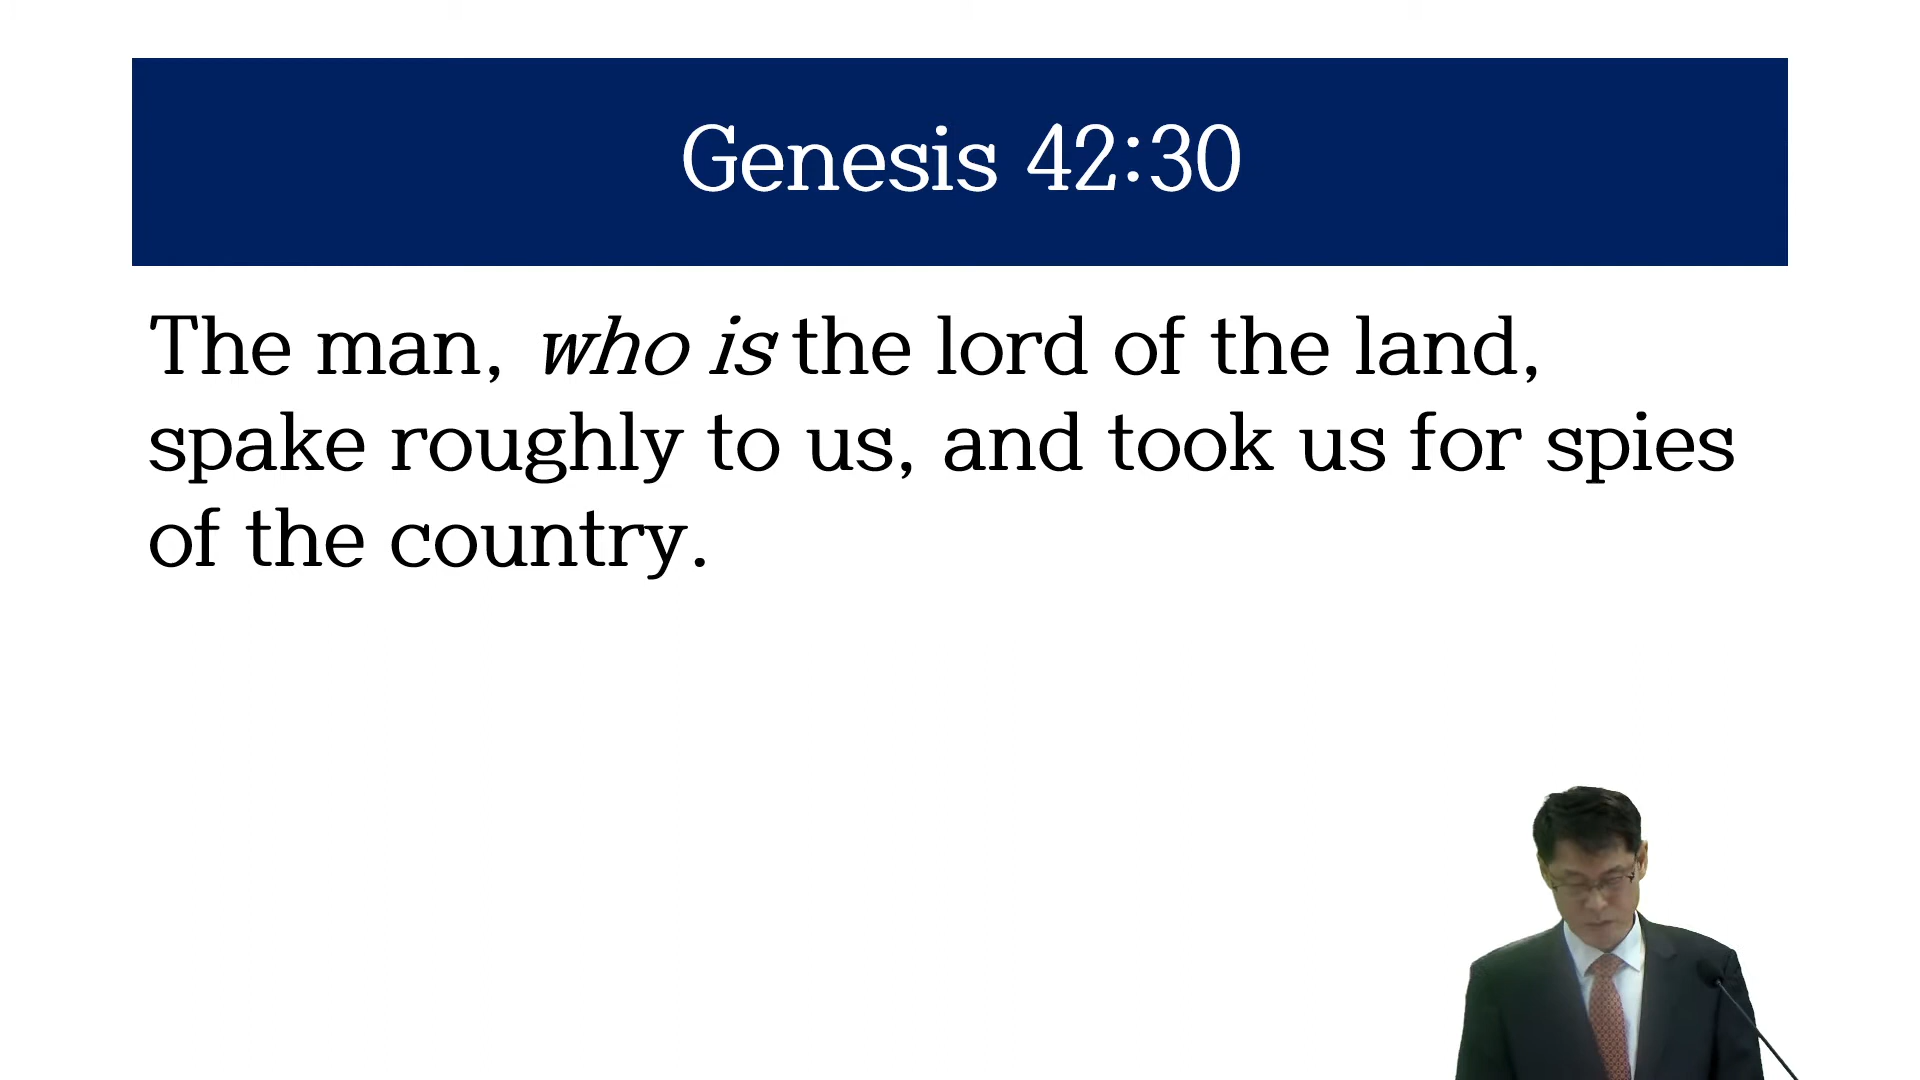 Genesis 42:30
The man, who is the lord of the land,
spake roughly to us, and took us for spies
of the country.